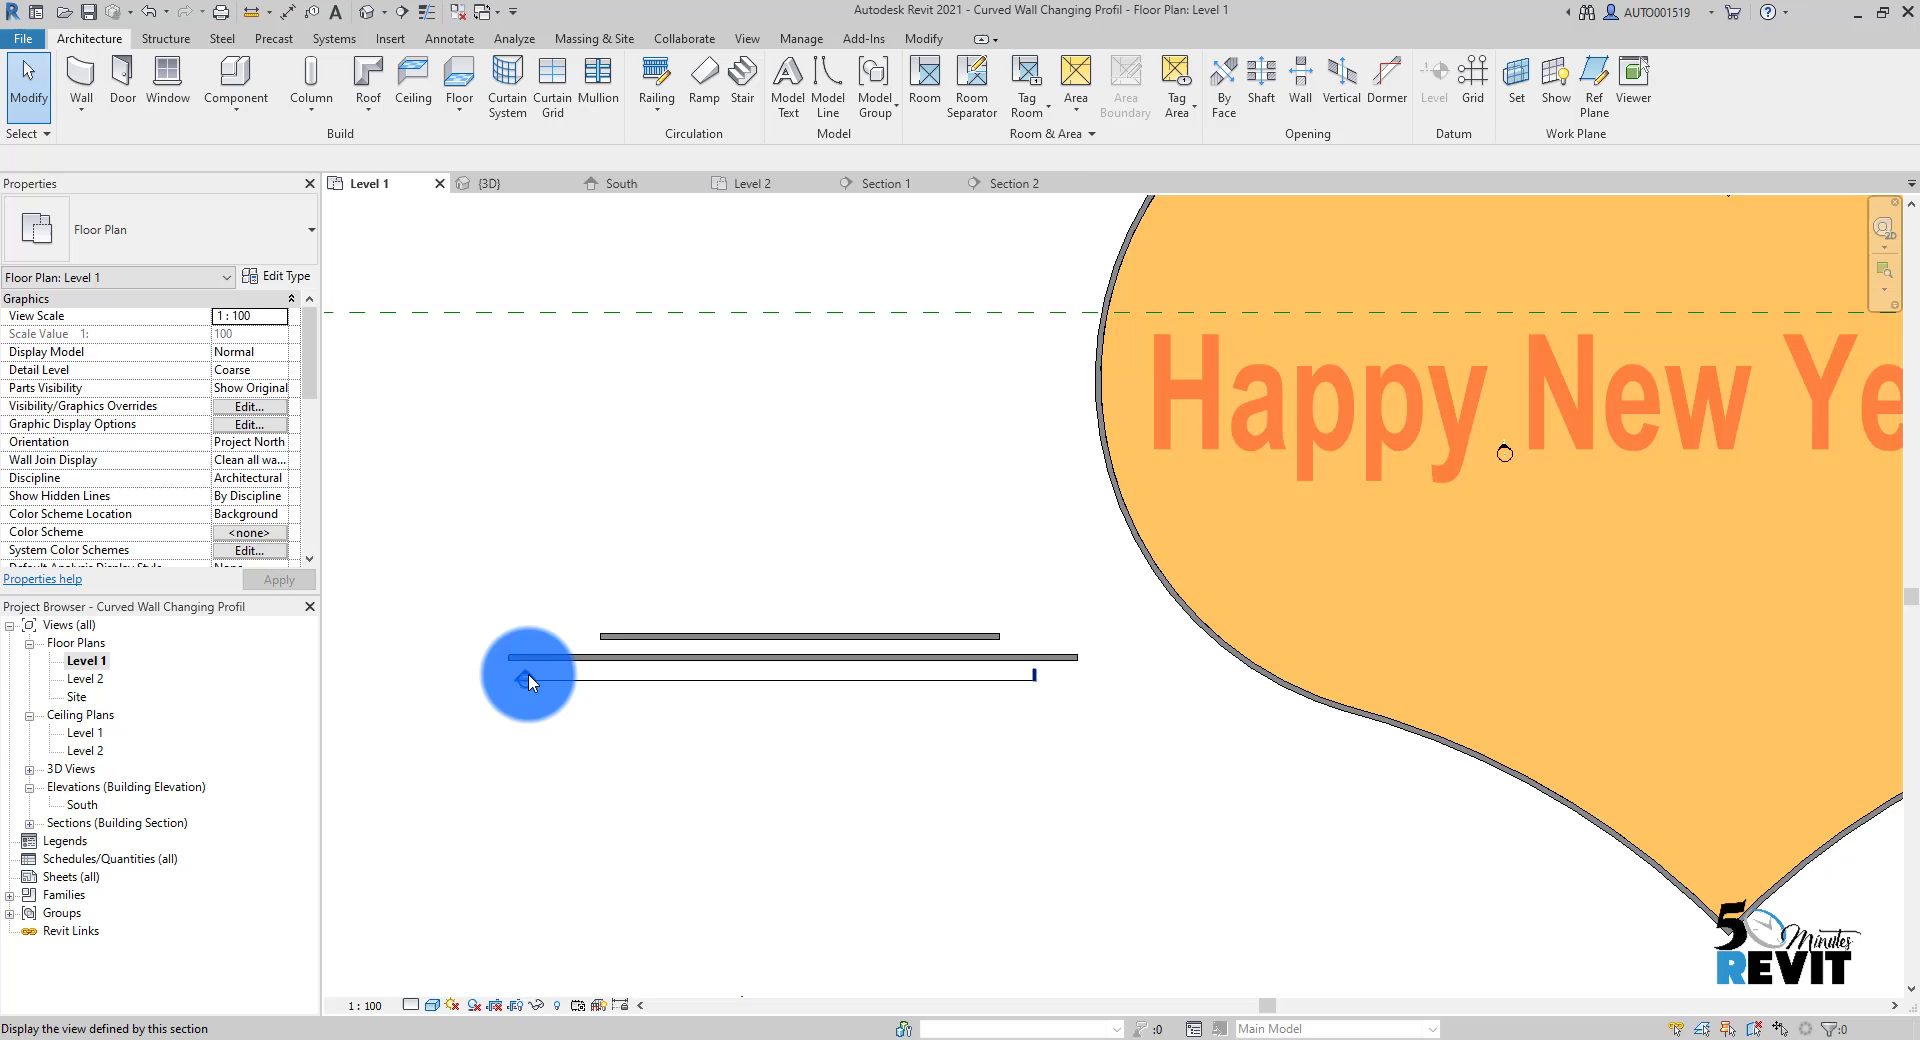 Autodesk Revit 2021 - Curved Wall Changing Profil - Floor Plan: Level 1
AUTO001519
File Architecture Structure Steel Precast Systems Insert Annotate Analyze Massing & Site Collaborate View Manage Add-Ins Modify
Modify Wall Door Window Component Column Roof Ceiling Floor Curtain System Curtain Grid Mullion Railing Ramp Stair Model Text Model Line Model Group Room Room Separator Tag Room Area Area Boundary Tag Area By Face Shaft Wall Vertical Dormer Level Grid Set Show Ref Plane Viewer
Select Build Circulation Model Room & Area Opening Datum Work Plane
Properties
Level 1 {3D} South Level 2 Section 1 Section 2
Floor Plan
Floor Plan: Level 1 Edit Type
Graphics
View Scale 1 : 100
Scale Value 1: 100
Display Model Normal
Detail Level Coarse
Parts Visibility Show Original
Visibility/Graphics Overrides Edit...
Graphic Display Options Edit...
Orientation Project North
Wall Join Display Clean all wa...
Discipline Architectural
Show Hidden Lines By Discipline
Color Scheme Location Background
Color Scheme <none>
System Color Schemes Edit...
Properties help Apply
Project Browser - Curved Wall Changing Profil
Views (all)
Floor Plans
Level 1
Level 2
Site
Ceiling Plans
Level 1
Level 2
3D Views
Elevations (Building Elevation)
South
Sections (Building Section)
Legends
Schedules/Quantities (all)
Sheets (all)
Families
Groups
Revit Links
2D
Happy New Ye
5 Minutes
REVIT
1 : 100
Display the view defined by this section
:0
Main Model
:0